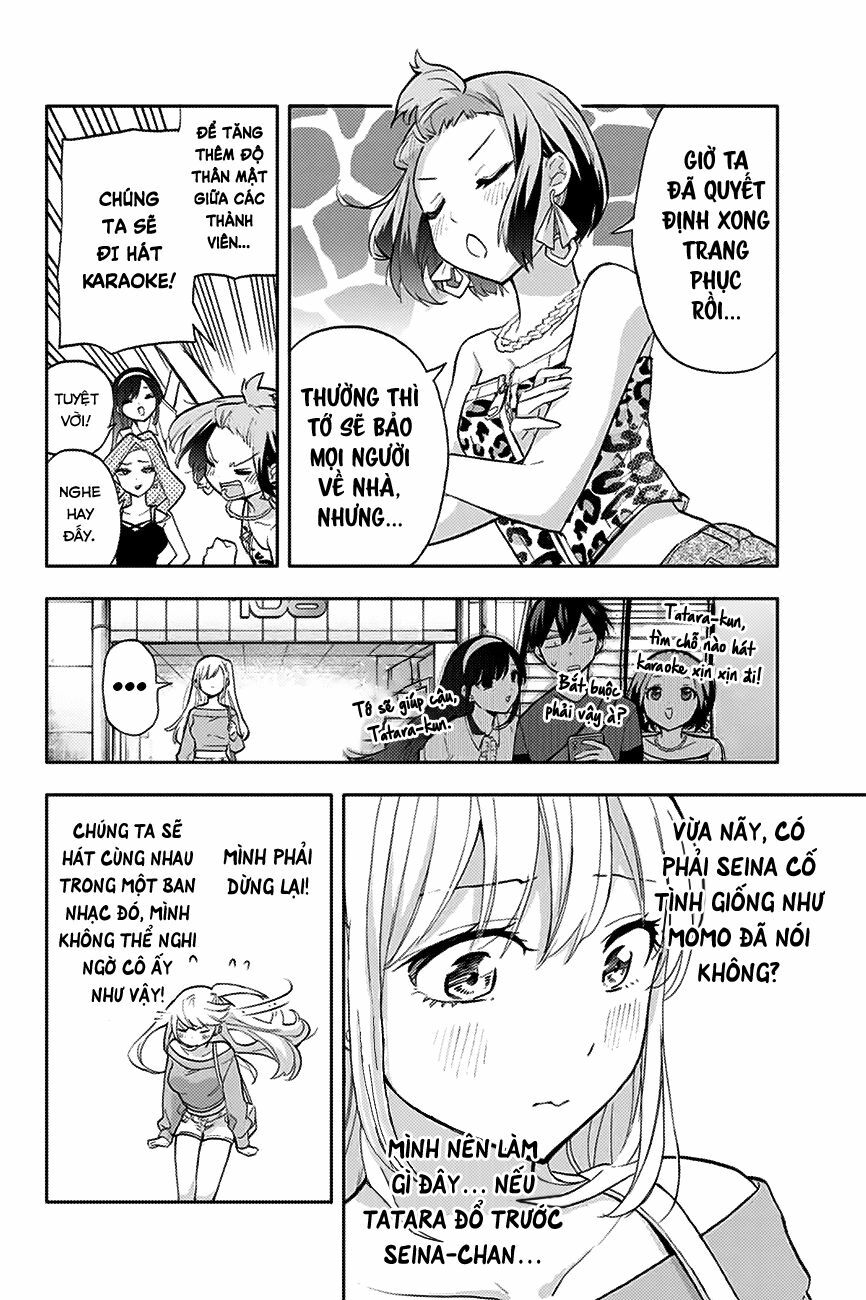 GIỜ TA
ĐÃ QUYẾT
ĐỊNH XONG
TRANG
PHỤC
RỒI...
THƯỜNG THÌ
TỚ SẼ BẢO
MỌI NGƯỜI
VỀ NHÀ,
NHƯNG...
ĐỂ TĂNG
THÊM ĐỘ
THÂN MẬT
GIỮA CÁC
THÀNH
VIÊN...
CHÚNG
TA SẼ
ĐI HÁT
KARAOKE!
TUYỆT
VỜI!
NGHE
HAY
ĐẤY.
108
Tatara-kun,
tìm chỗ nào hát
karaoke xịn xịn đi!
Bắt buộc
phải vậy à?
Tớ sẽ giúp cậu,
Tatara-kun.
...
VỪA NÃY, CÓ
PHẢI SEINA CỐ
TÌNH GIỐNG NHƯ
MOMO ĐÃ NÓI
KHÔNG?
MÌNH NÊN LÀM
GÌ ĐÂY... NẾU
TATARA ĐỔ TRƯỚC
SEINA-CHAN...
MÌNH PHẢI
DỪNG LẠI!
CHÚNG TA SẼ
HÁT CÙNG NHAU
TRONG MỘT BAN
NHẠC ĐÓ, MÌNH
KHÔNG THỂ NGHI
NGỜ CÔ ẤY
NHƯ VẬY!